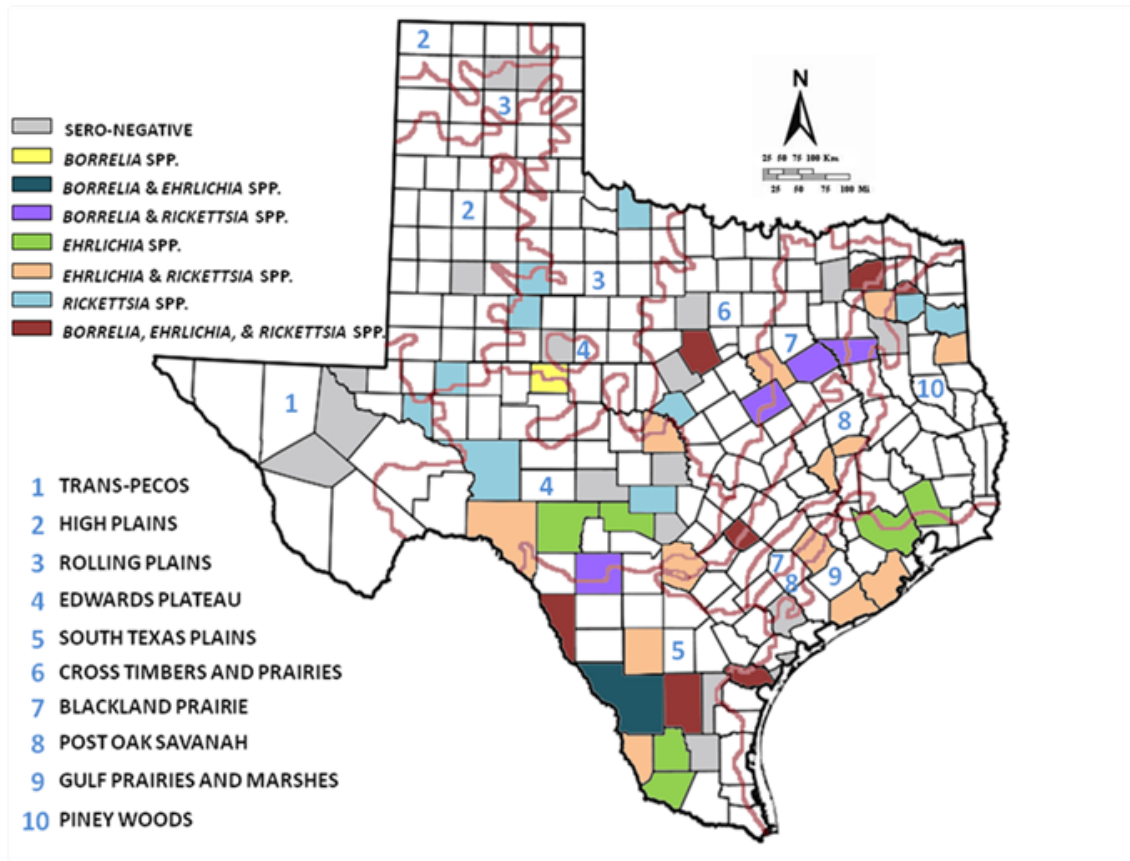 2
3
2
3
4
6
7
10
8
1
4
7
8
9
5
N
25 50 75 100 Km
25 50 75 100 Mi
SERO-NEGATIVE
BORRELIA SPP.
BORRELIA & EHRLICHIA SPP.
BORRELIA & RICKETTSIA SPP.
EHRLICHIA SPP.
EHRLICHIA & RICKETTSIA SPP.
RICKETTSIA SPP.
BORRELIA, EHRLICHIA, & RICKETTSIA SPP.
1 TRANS-PECOS
2 HIGH PLAINS
3 ROLLING PLAINS
4 EDWARDS PLATEAU
5 SOUTH TEXAS PLAINS
6 CROSS TIMBERS AND PRAIRIES
7 BLACKLAND PRAIRIE
8 POST OAK SAVANAH
9 GULF PRAIRIES AND MARSHES
10 PINEY WOODS